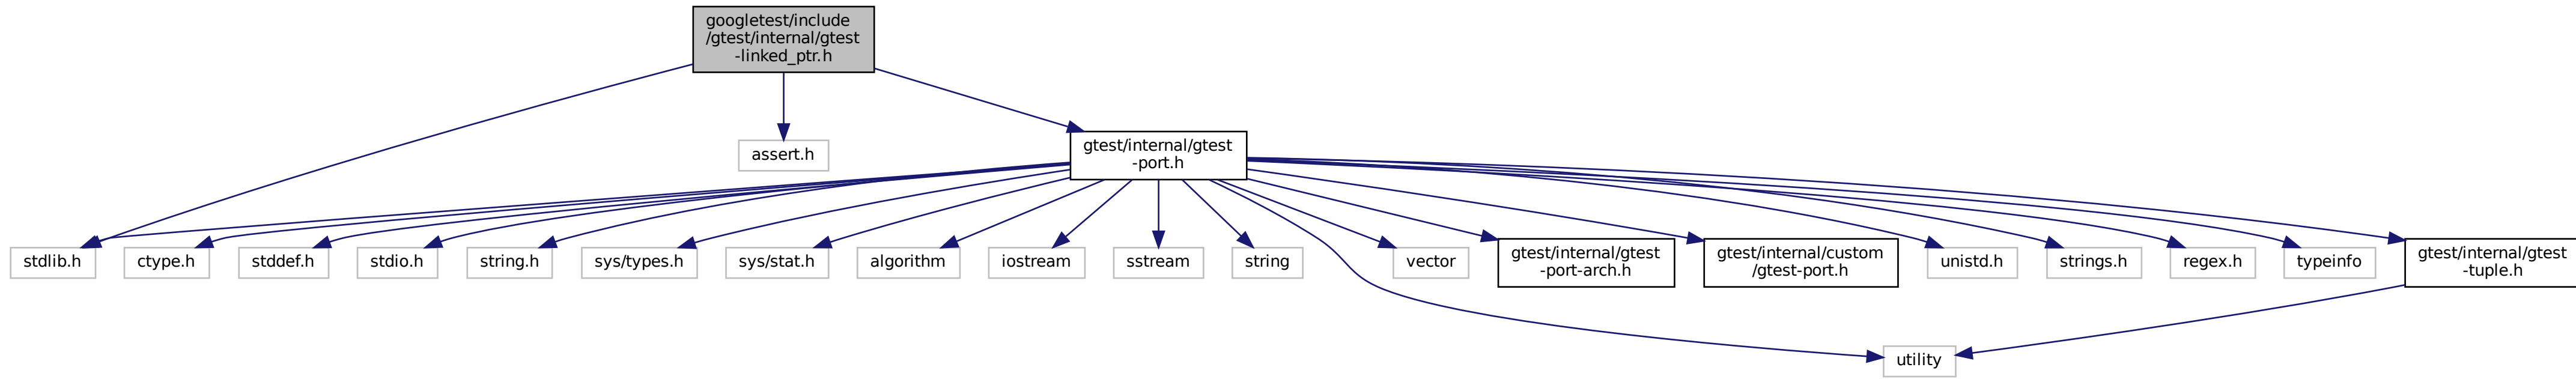 googletest/include
/gtest/internal/gtest
-linked_ptr.h
assert.h
gtest/internal/gtest
-port.h
stdlib.h
ctype.h
stddef.h
stdio.h
string.h
sys/types.h
sys/stat.h
algorithm
iostream
sstream
string
vector
gtest/internal/gtest
-port-arch.h
gtest/internal/custom
/gtest-port.h
unistd.h
strings.h
regex.h
typeinfo
gtest/internal/gtest
-tuple.h
utility